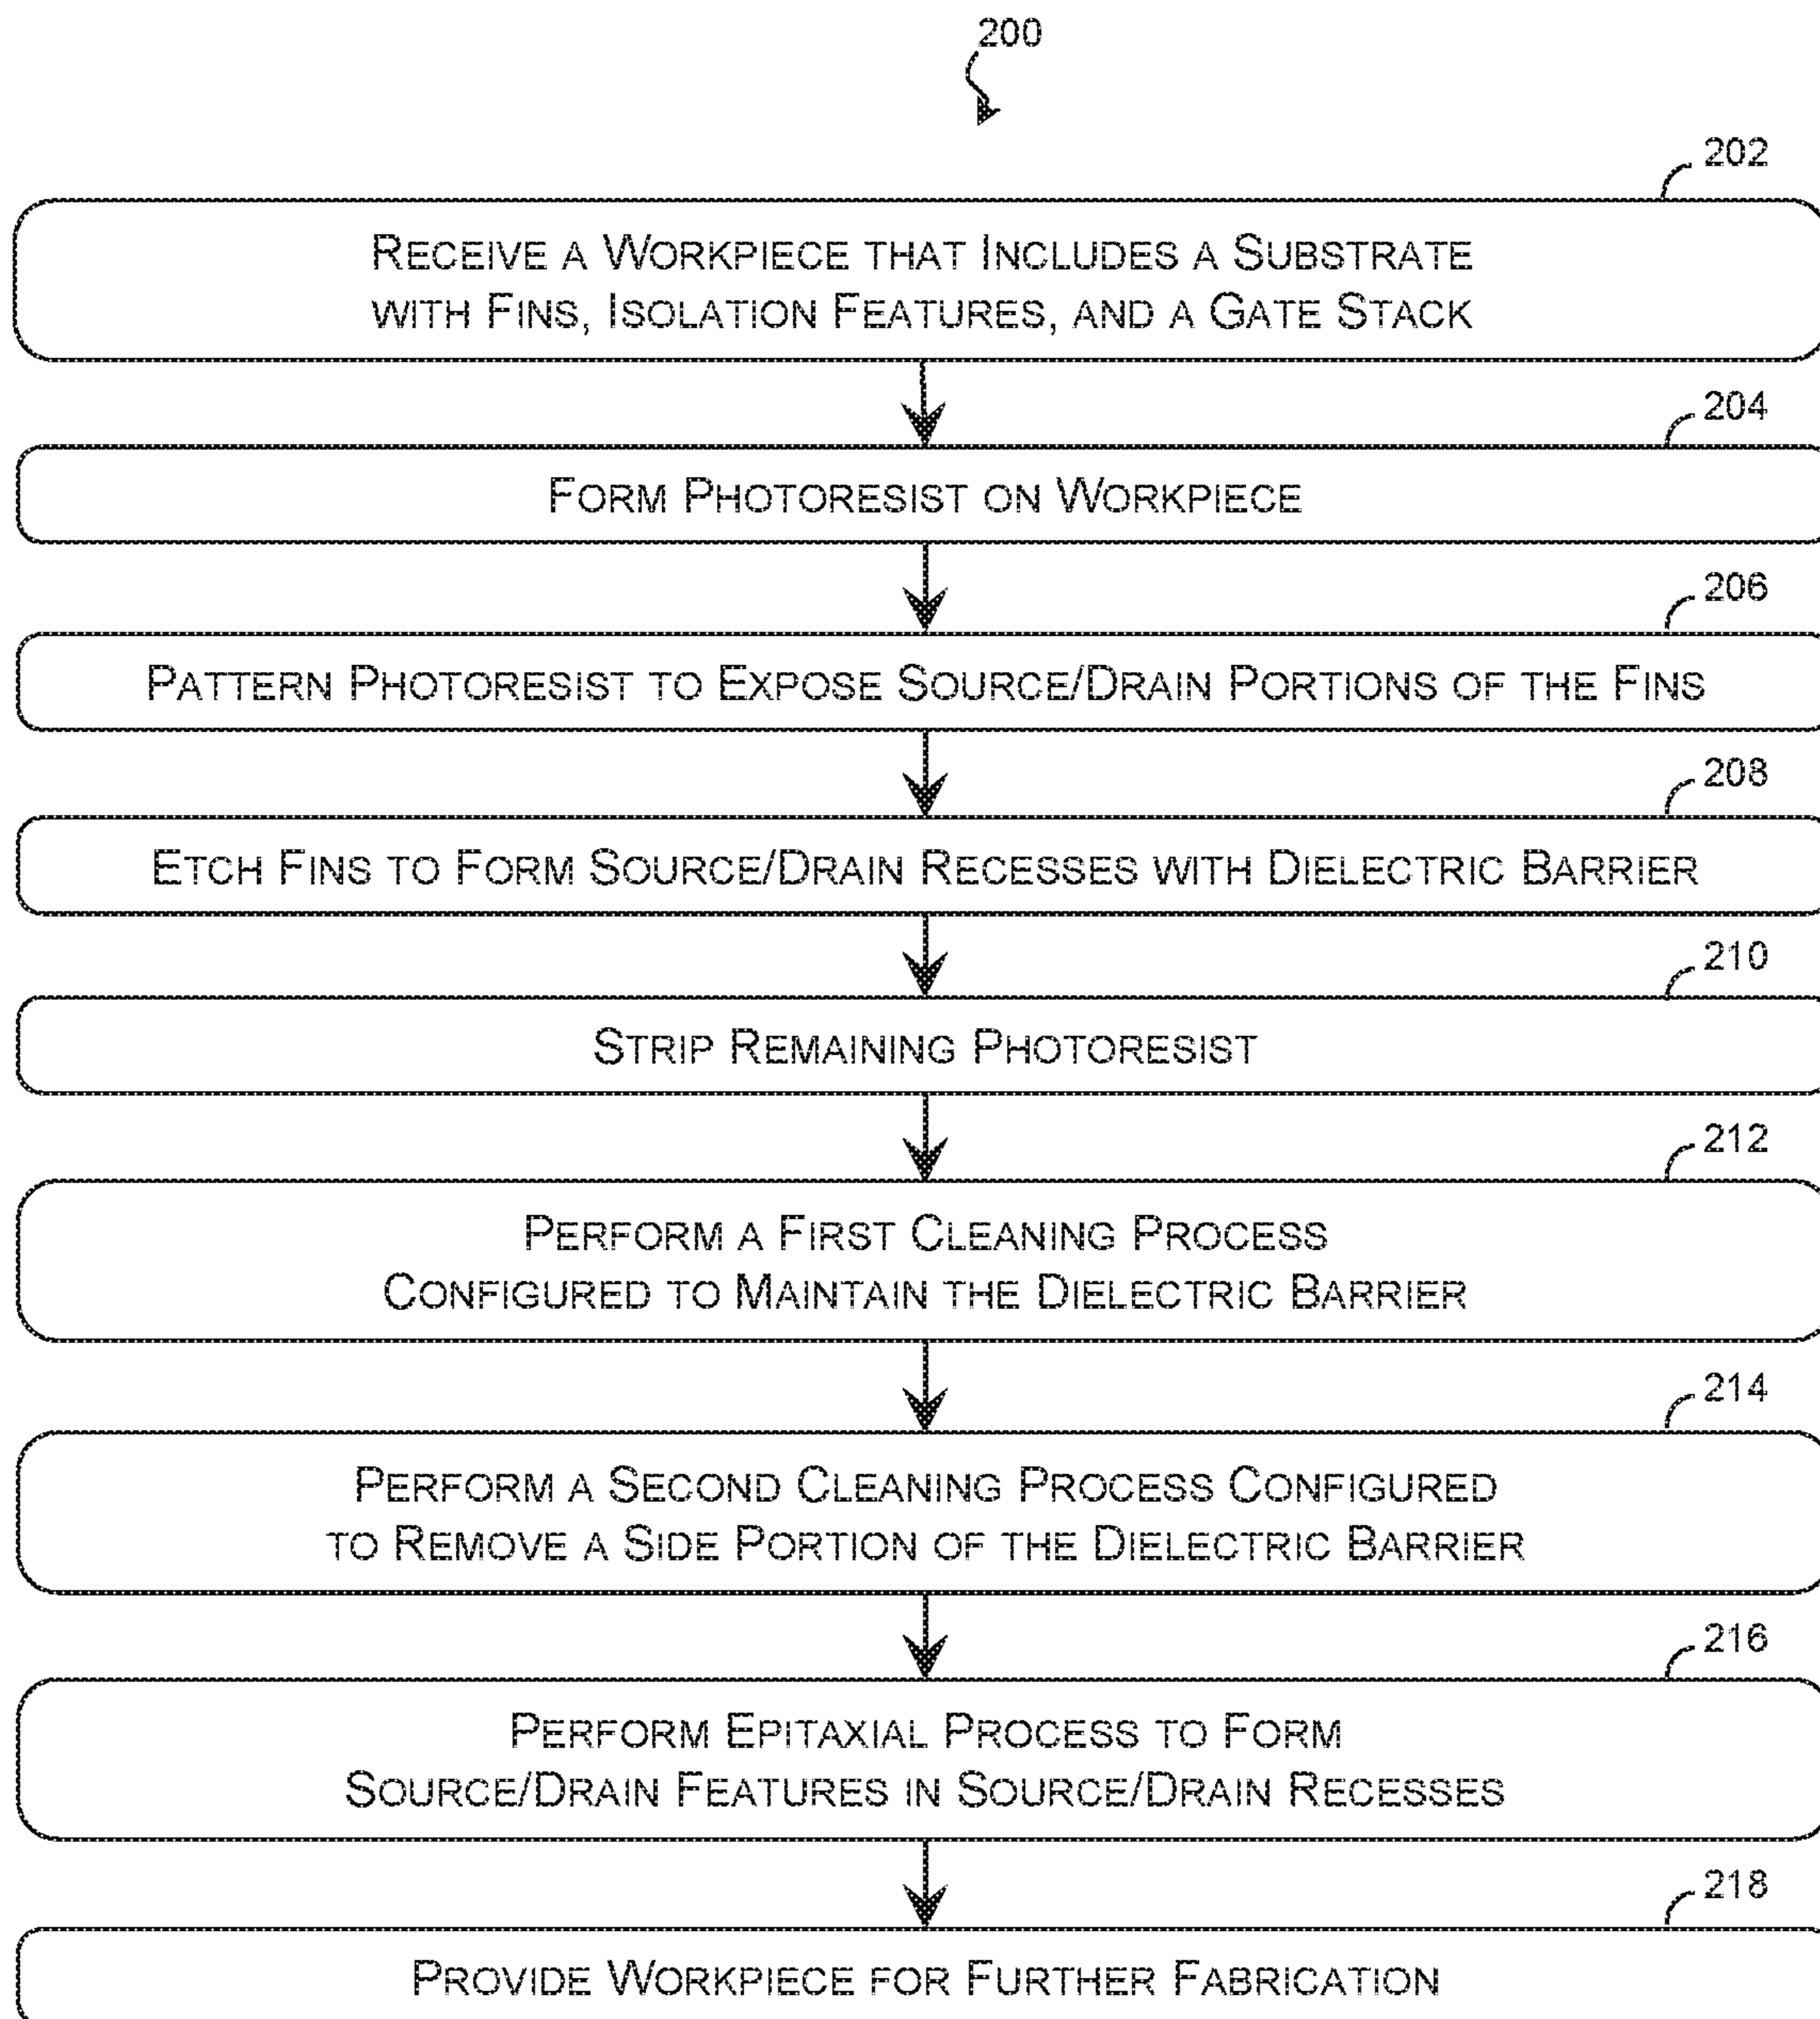 200
202
RECEIVE A WORKPIECE THAT INCLUDES A SUBSTRATE
WITH FINS, ISOLATION FEATURES, AND A GATE STACK
204
FORM PHOTORESIST ON WORKPIECE
206
PATTERN PHOTORESIST TO EXPOSE SOURCE/DRAIN PORTIONS OF THE FINS
208
ETCH FINS TO FORM SOURCE/DRAIN RECESSES WITH DIELECTRIC BARRIER
210
STRIP REMAINING PHOTORESIST
212
PERFORM A FIRST CLEANING PROCESS
CONFIGURED TO MAINTAIN THE DIELECTRIC BARRIER
214
PERFORM A SECOND CLEANING PROCESS CONFIGURED
TO REMOVE A SIDE PORTION OF THE DIELECTRIC BARRIER
216
PERFORM EPITAXIAL PROCESS TO FORM
SOURCE/DRAIN FEATURES IN SOURCE/DRAIN RECESSES
218
PROVIDE WORKPIECE FOR FURTHER FABRICATION